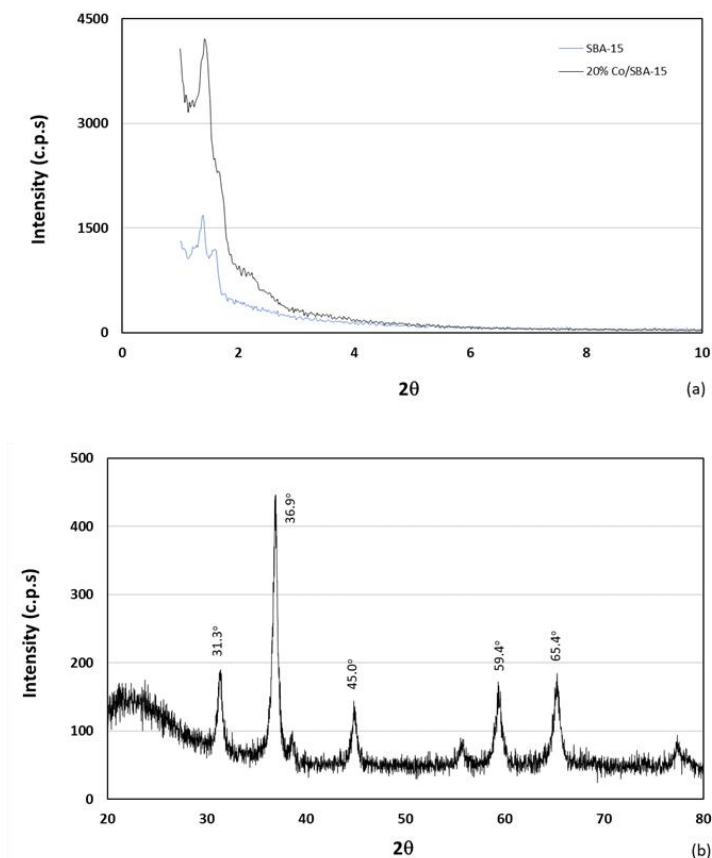 4500
3000
1500
0
Intensity (c.p.s)
SBA-15
20% Co/SBA-15
0 2 4 6 8 10
2θ
(a)
500
400
300
200
100
0
Intensity (c.p.s)
31.3°
36.9°
45.0°
59.4°
65.4°
20 30 40 50 60 70 80
2θ
(b)